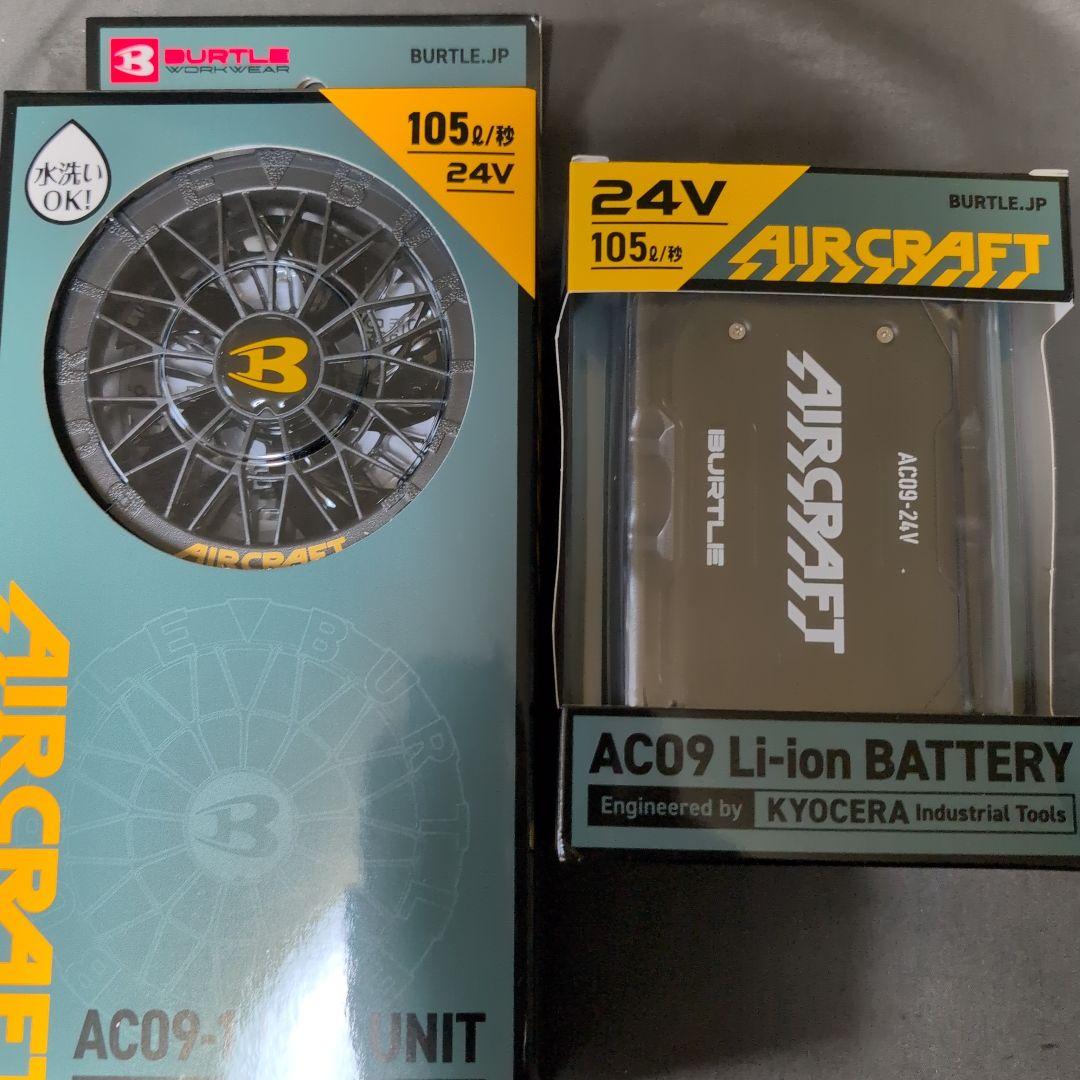 BURTLE
WORKWEAR
BURTLE.JP
105ℓ/秒
24V
水洗い
OK!
B
AIRCRAFT
B
AIRCRAFT
UNIT
24V
105ℓ/秒
BURTLE.JP
AIRCRAFT
AIRCRAFT
BURTLE
AC09-24V
AC09 Li-ion BATTERY
Engineered by KYOCERA Industrial Tools